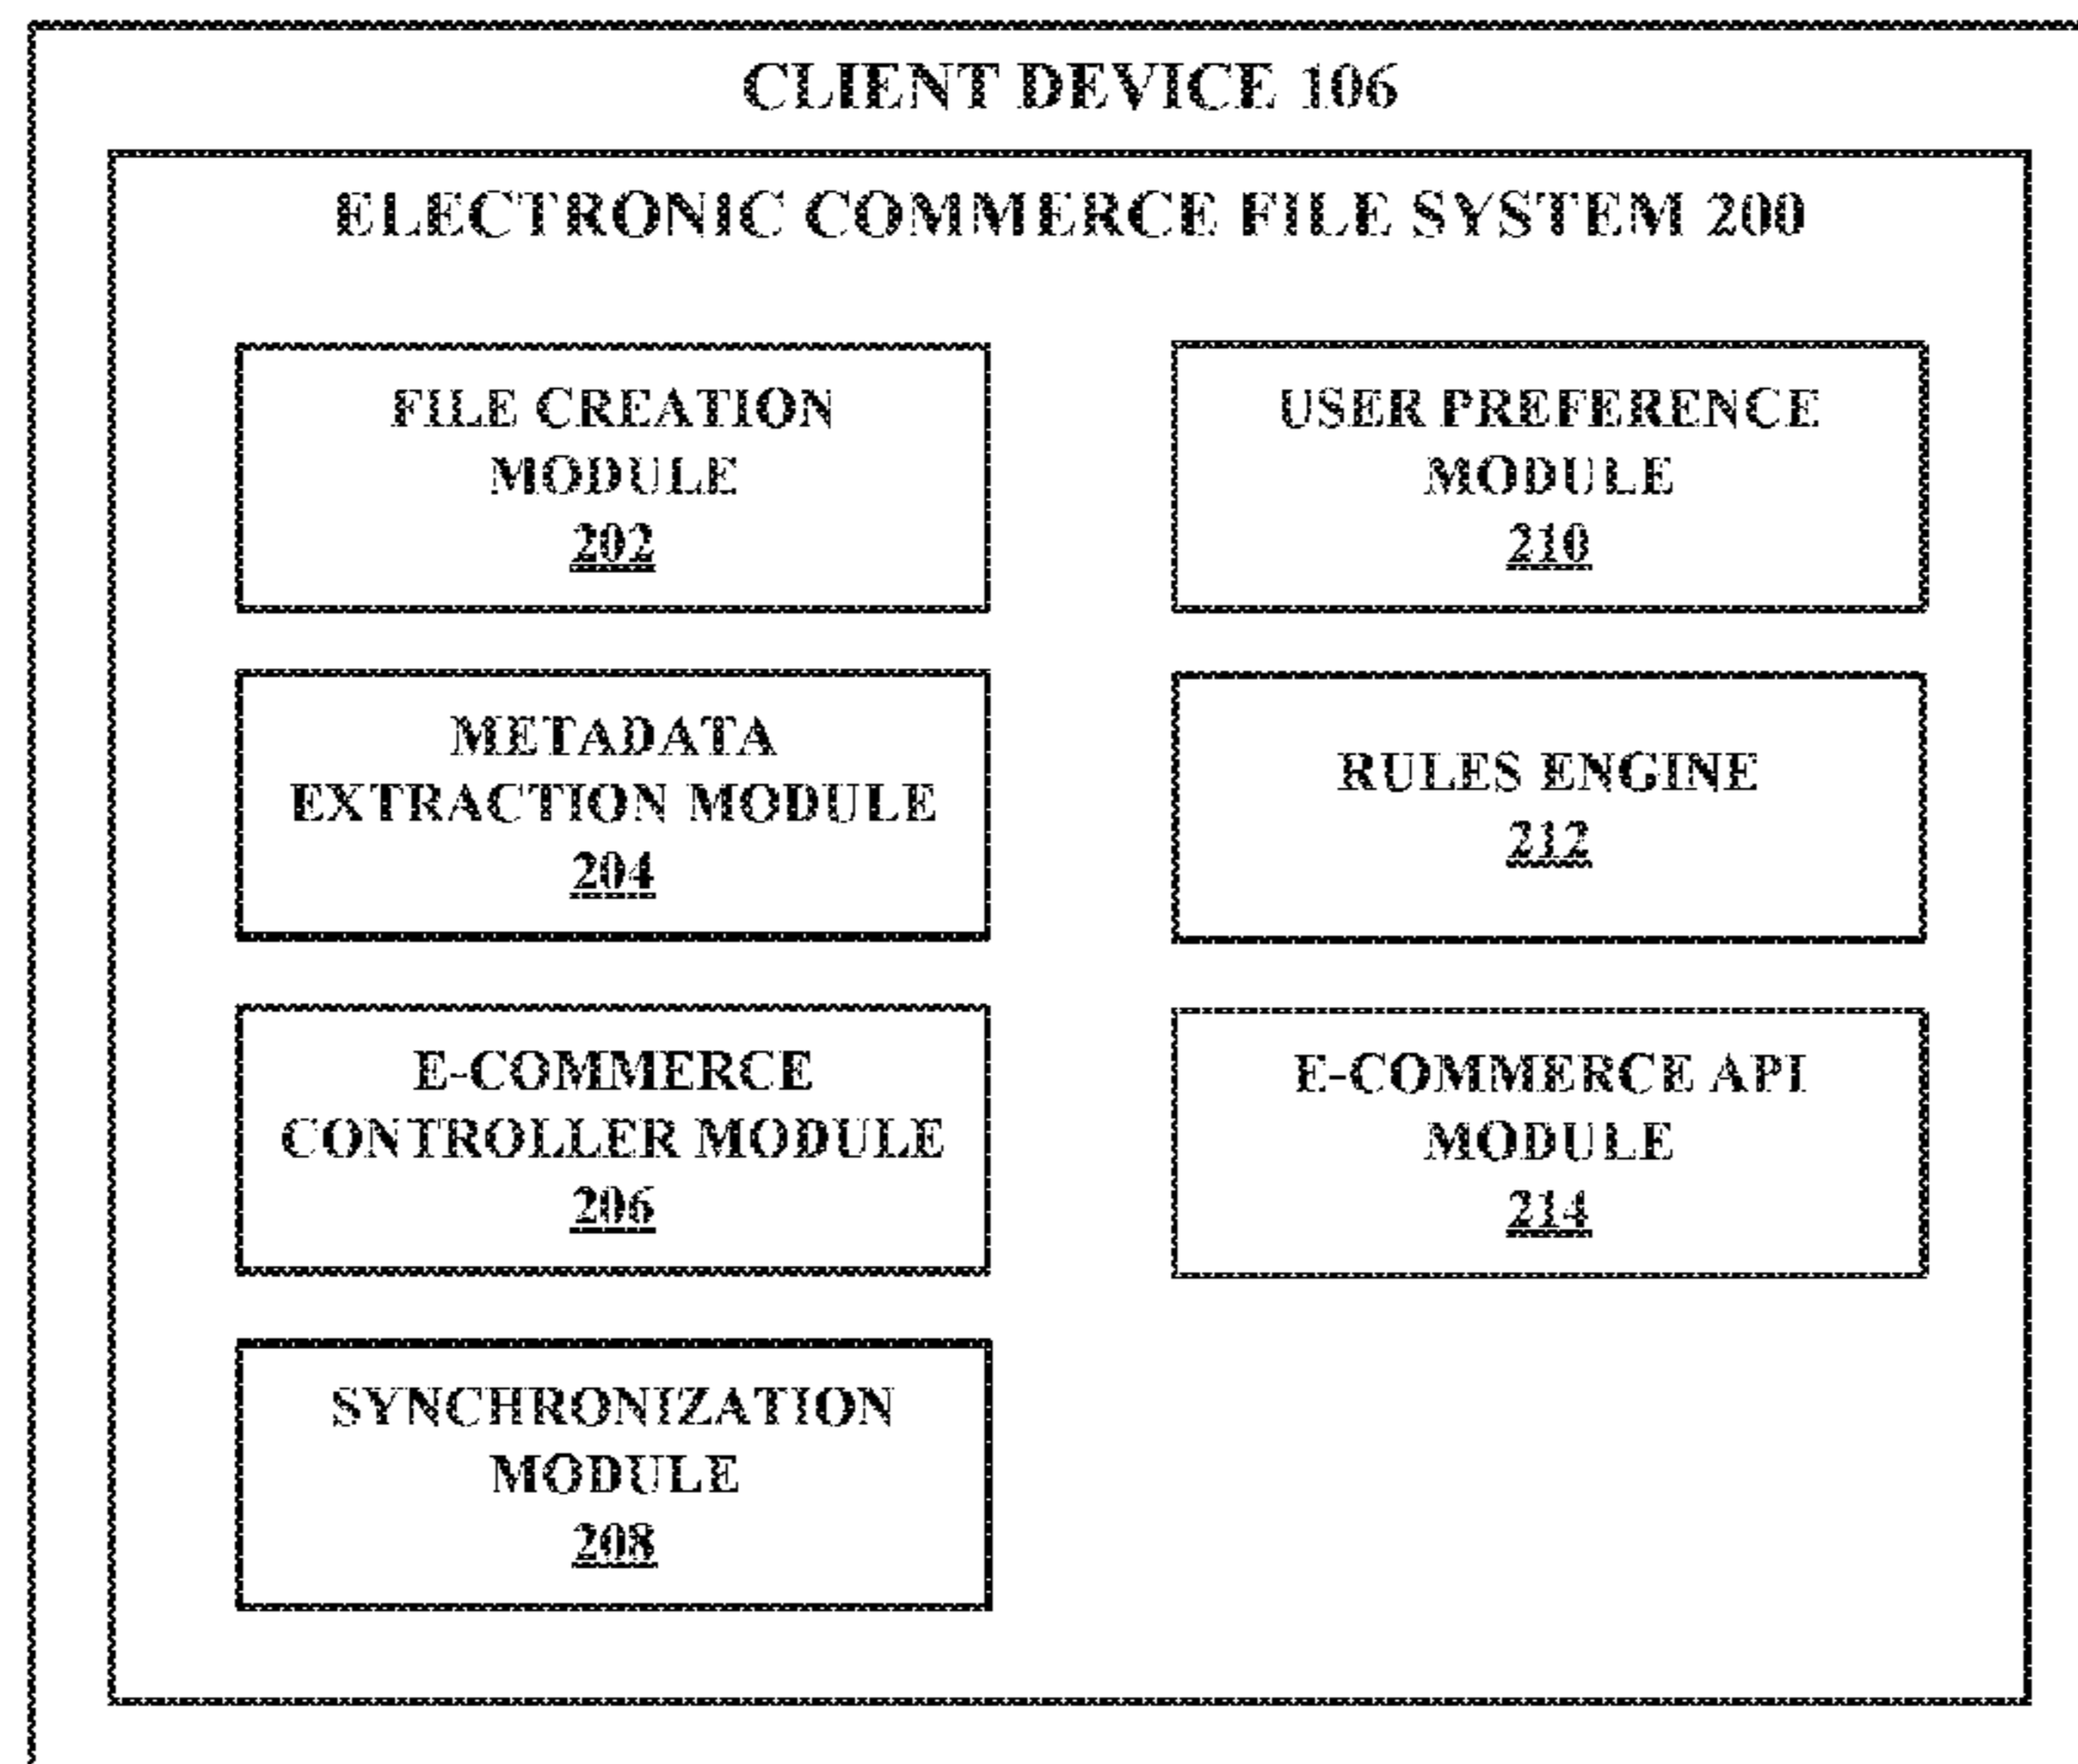 CLIENT DEVICE 106
ELECTRONIC COMMERCE FILE SYSTEM 200
FILE CREATION
MODULE
202
METADATA
EXTRACTION MODULE
204
E-COMMERCE
CONTROLLER MODULE
206
SYNCHRONIZATION
MODULE
208
USER PREFERENCE
MODULE
210
RULES ENGINE
212
E-COMMERCE API
MODULE
214